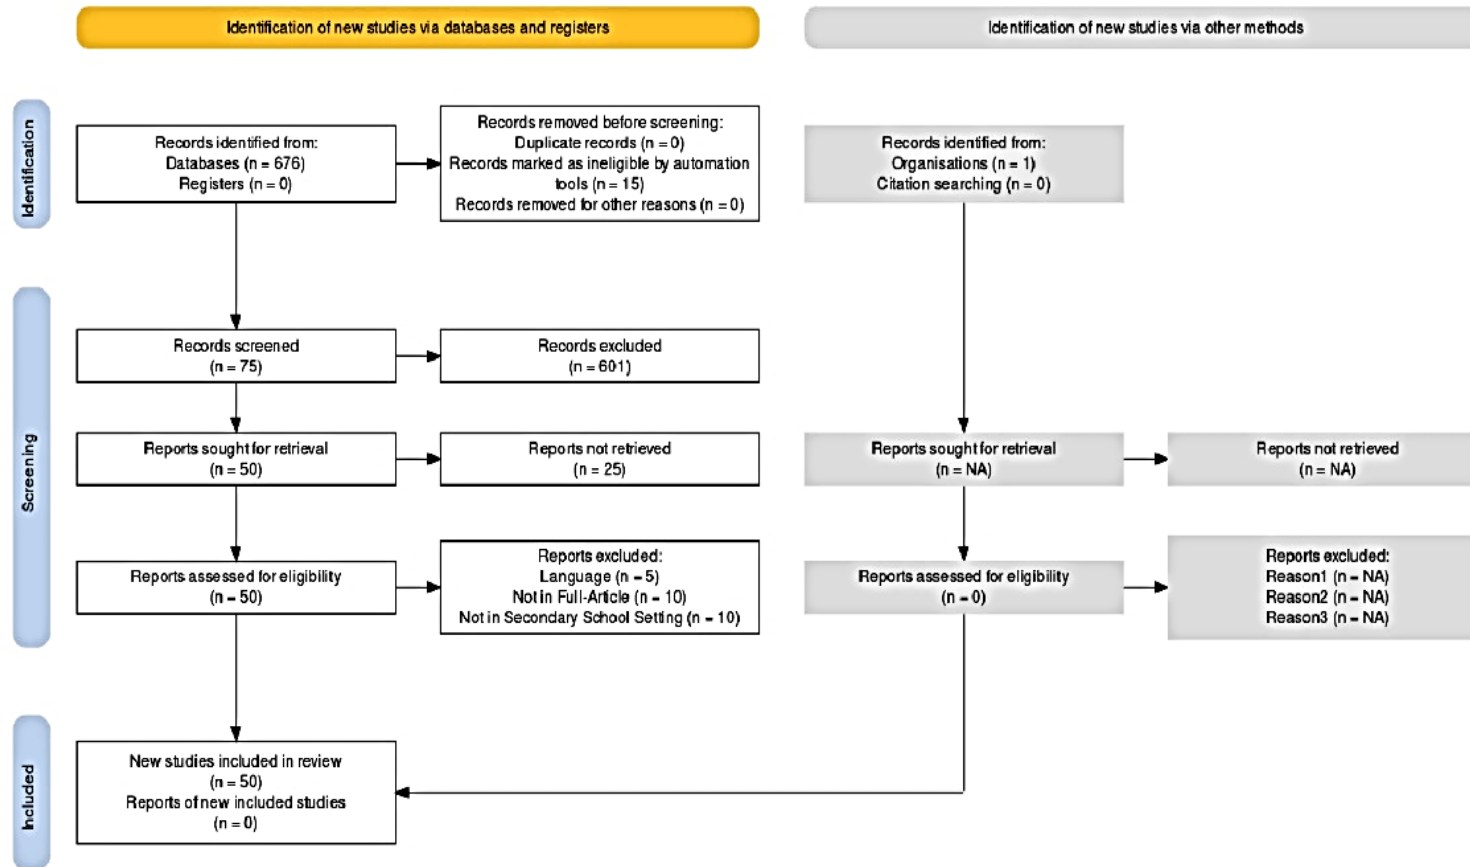 Identification of new studies via databases and registers
Identification of new studies via other methods
Identification
Records identified from:
Databases (n = 676)
Registers (n = 0)
Records removed before screening:
Duplicate records (n = 0)
Records marked as ineligible by automation
tools (n = 15)
Records removed for other reasons (n = 0)
Records identified from:
Organisations (n = 1)
Citation searching (n = 0)
Screening
Records screened
(n = 75)
Records excluded
(n = 601)
Reports sought for retrieval
(n = 50)
Reports not retrieved
(n = 25)
Reports sought for retrieval
(n = NA)
Reports not retrieved
(n = NA)
Reports assessed for eligibility
(n = 50)
Reports excluded:
Language (n = 5)
Not in Full-Article (n = 10)
Not in Secondary School Setting (n = 10)
Reports assessed for eligibility
(n = 0)
Reports excluded:
Reason1 (n = NA)
Reason2 (n = NA)
Reason3 (n = NA)
Included
New studies included in review
(n = 50)
Reports of new included studies
(n = 0)